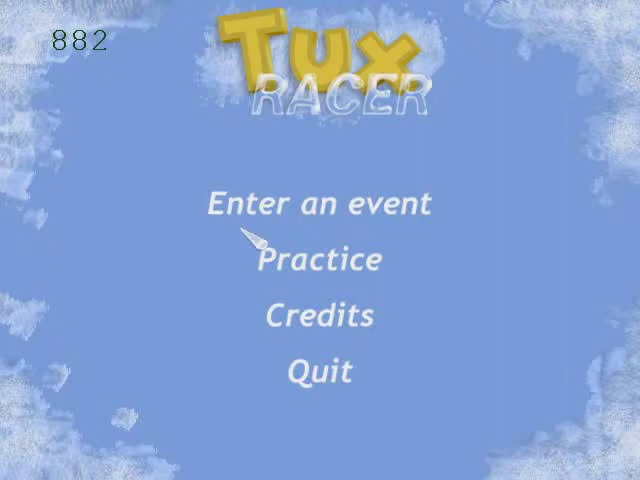 882
Tux
RACER
Enter an event
Practice
Credits
Quit